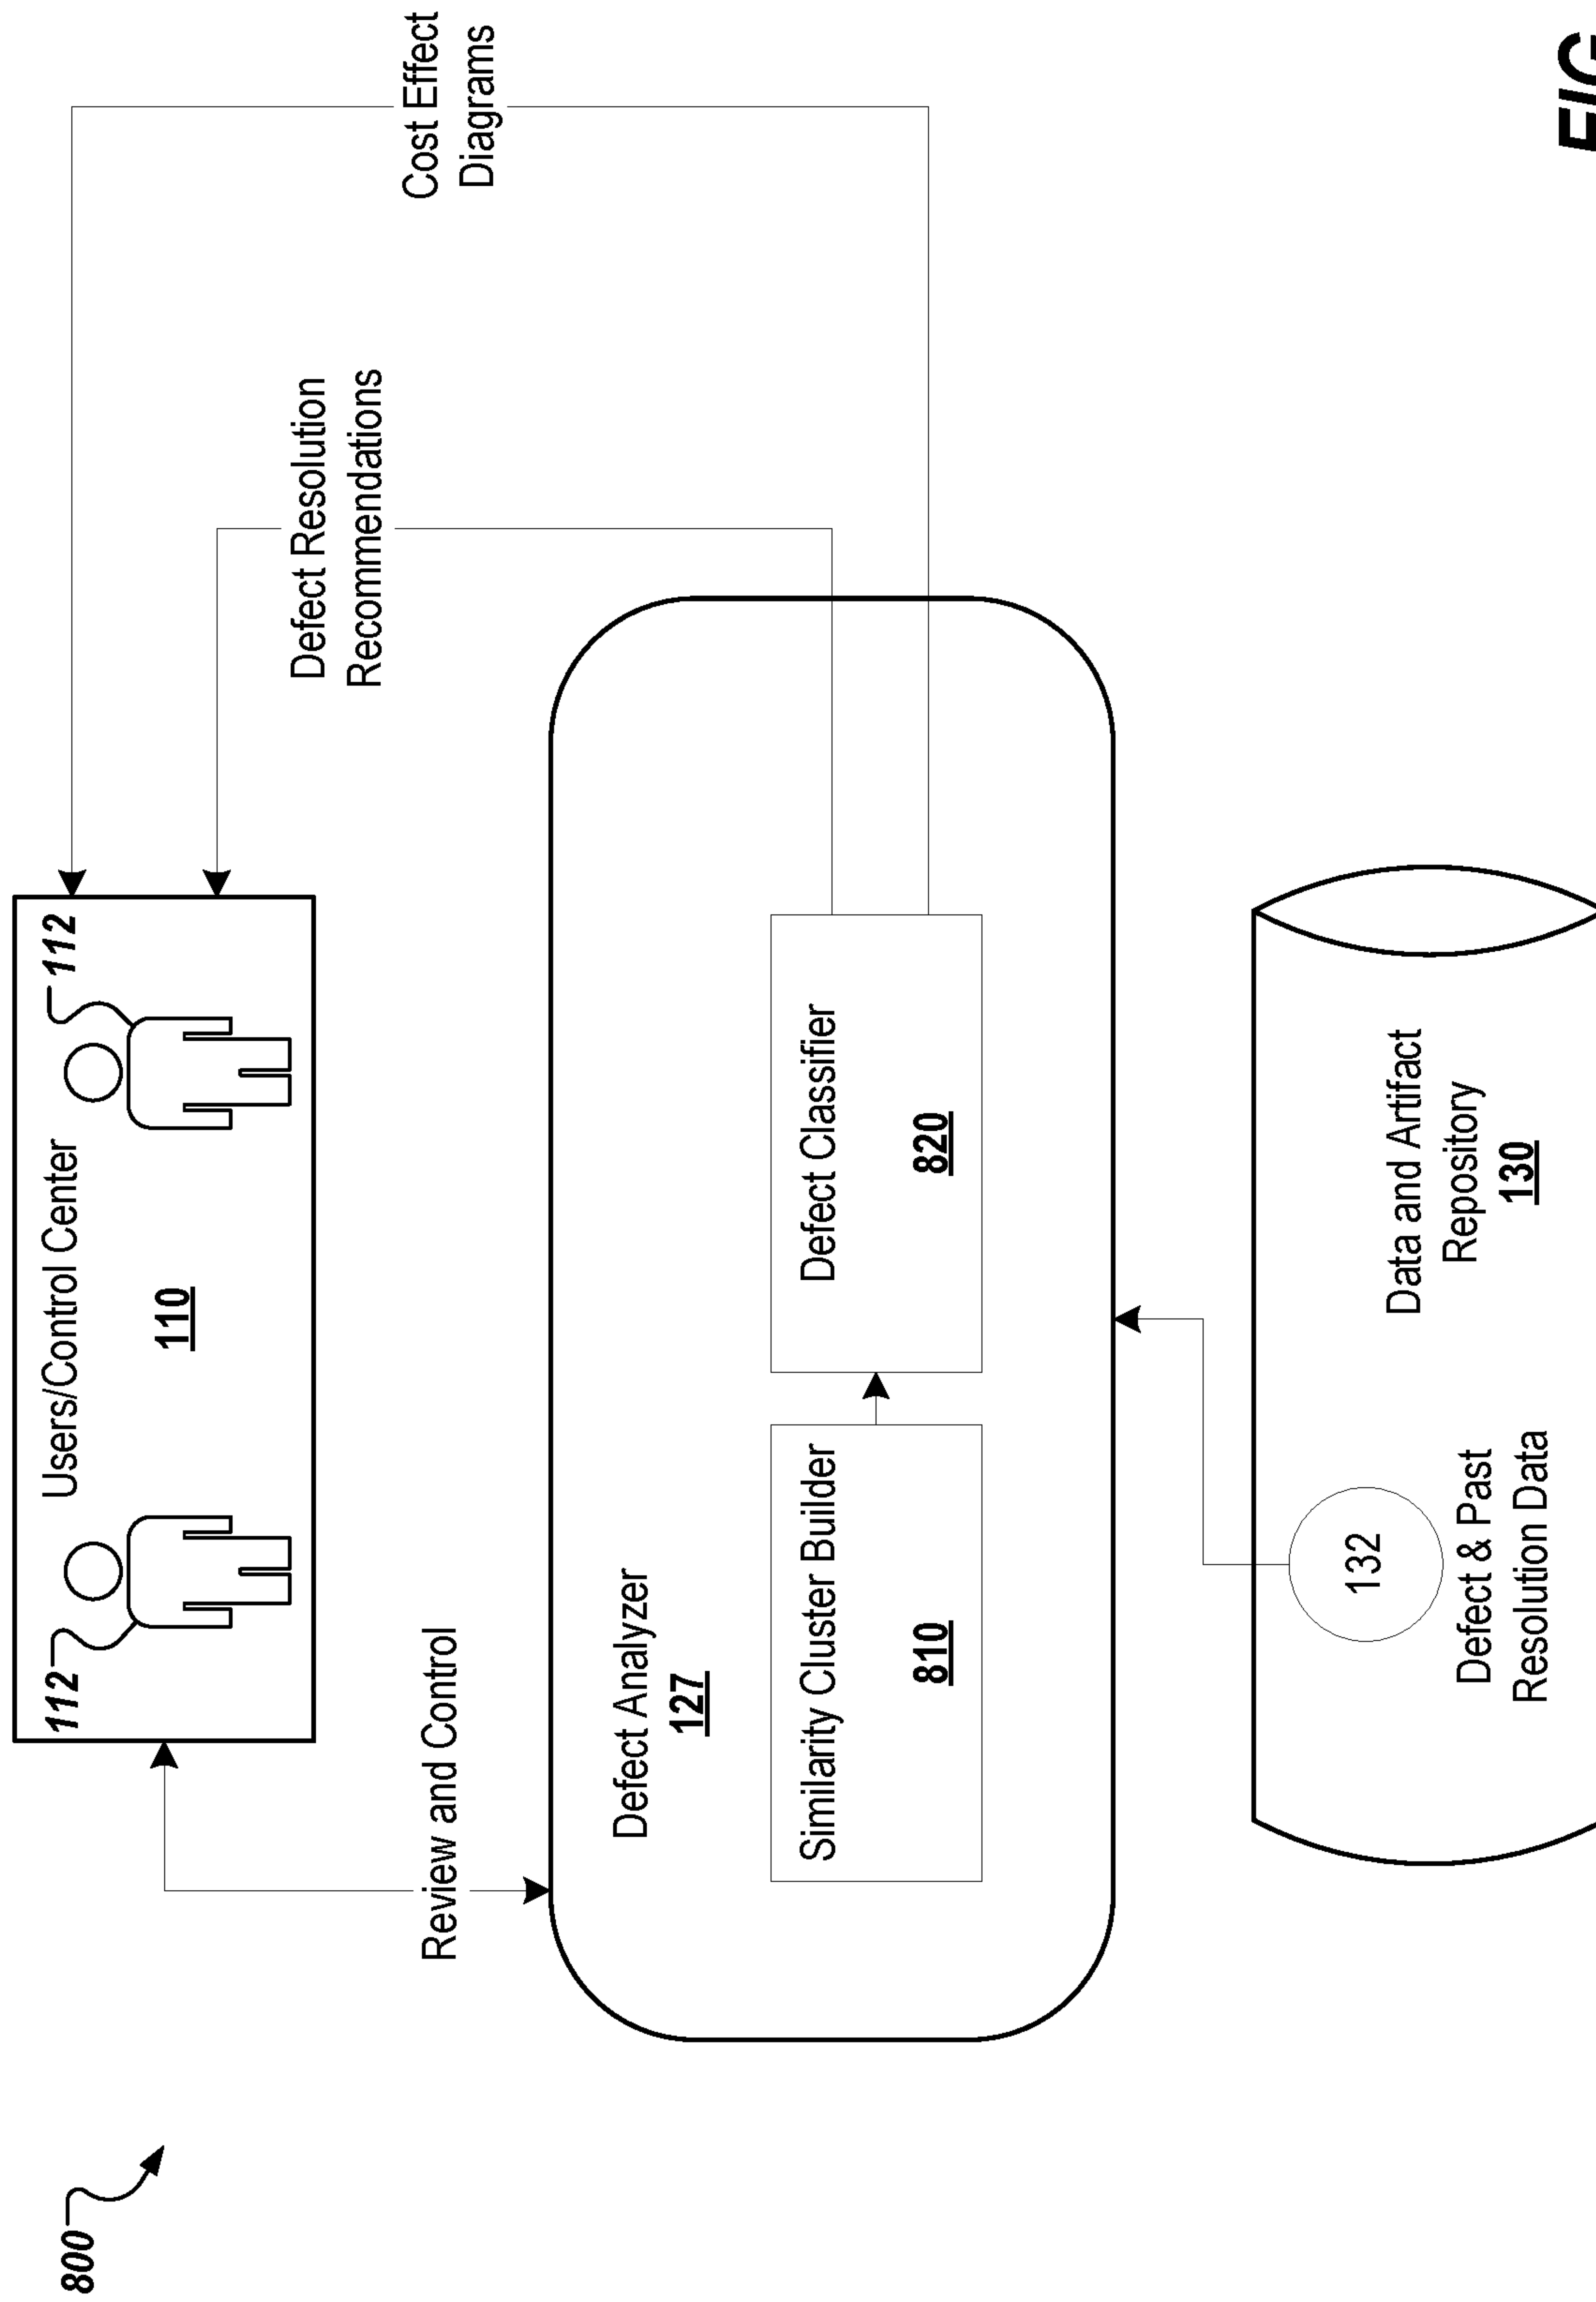 800
112
Users/Control Center
112
110
Review and Control
Defect Resolution
Recommendations
Cost Effect
Diagrams
Defect Analyzer
127
Similarity Cluster Builder
810
Defect Classifier
820
132
Defect & Past
Resolution Data
Data and Artifact
Repository
130
FIG